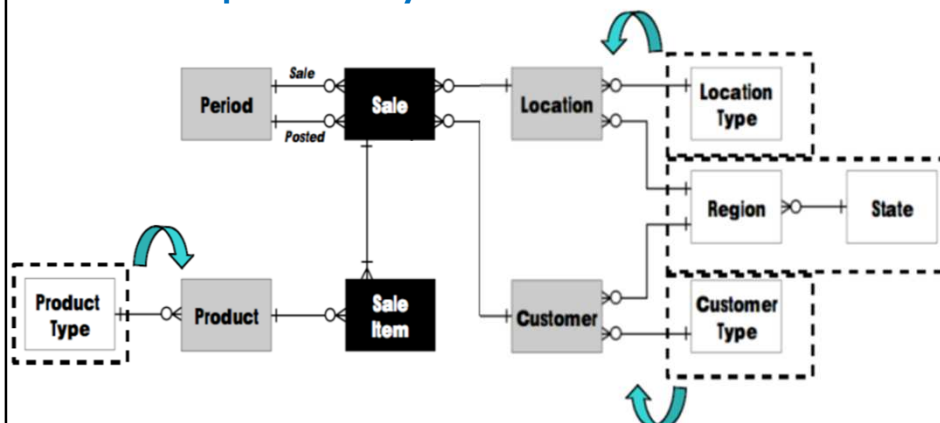 Sale
Period
Sale
Posted
Location
Location
Type
Region
State
Product
Type
Product
Sale
Item
Customer
Customer
Type